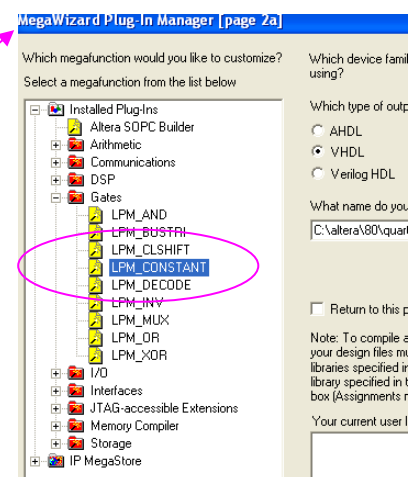 MegaWizard Plug-In Manager [page 2a]
Which megafunction would you like to customize?
Select a megafunction from the list below
Installed Plug-Ins
Altera SOPC Builder
Arithmetic
Communications
DSP
Gates
LPM_AND
LPM_BUSTRI
LPM_CLSHIFT
LPM_CONSTANT
LPM_DECODE
LPM_INV
LPM_MUX
LPM_OR
LPM_XOR
I/O
Interfaces
JTAG-accessible Extensions
Memory Compiler
Storage
IP MegaStore
Which device famil
using?
Which type of outp
AHDL
VHDL
Verilog HDL
What name do you
C:\altera\80\quart
Return to this p
Note: To compile a
your design files mu
libraries specified in
library specified in t
box (Assignments m
Your current user l